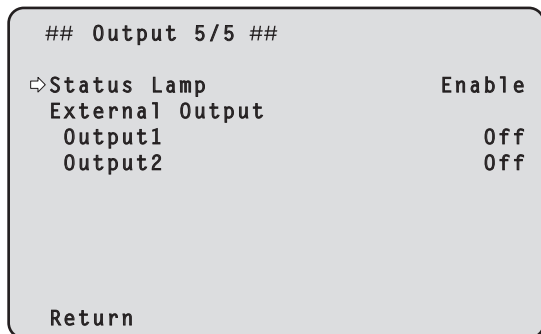 ## Output 5/5 ##
⇨Status Lamp Enable
External Output
Output1 Off
Output2 Off
Return